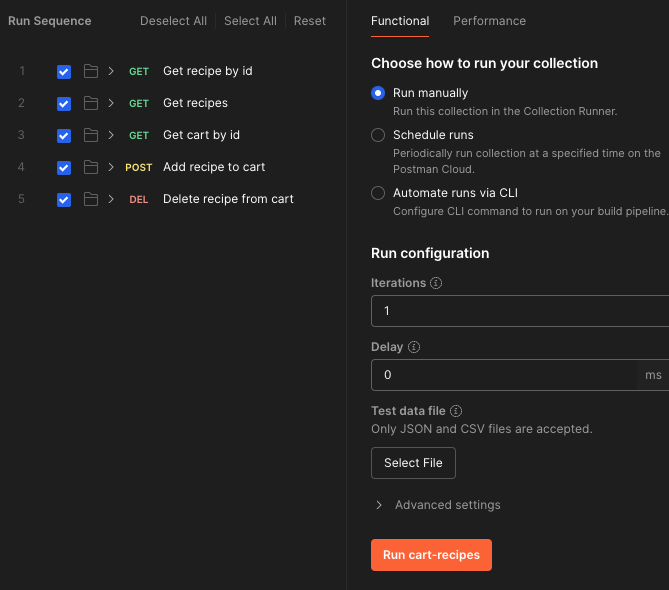 Run Sequence Deselect All Select All Reset
1 GET Get recipe by id
2 GET Get recipes
3 GET Get cart by id
4 POST Add recipe to cart
5 DEL Delete recipe from cart
Functional Performance
Choose how to run your collection
Run manually
Run this collection in the Collection Runner.
Schedule runs
Periodically run collection at a specified time on the
Postman Cloud.
Automate runs via CLI
Configure CLI command to run on your build pipeline.
Run configuration
Iterations
1
Delay
0 ms
Test data file
Only JSON and CSV files are accepted.
Select File
Advanced settings
Run cart-recipes